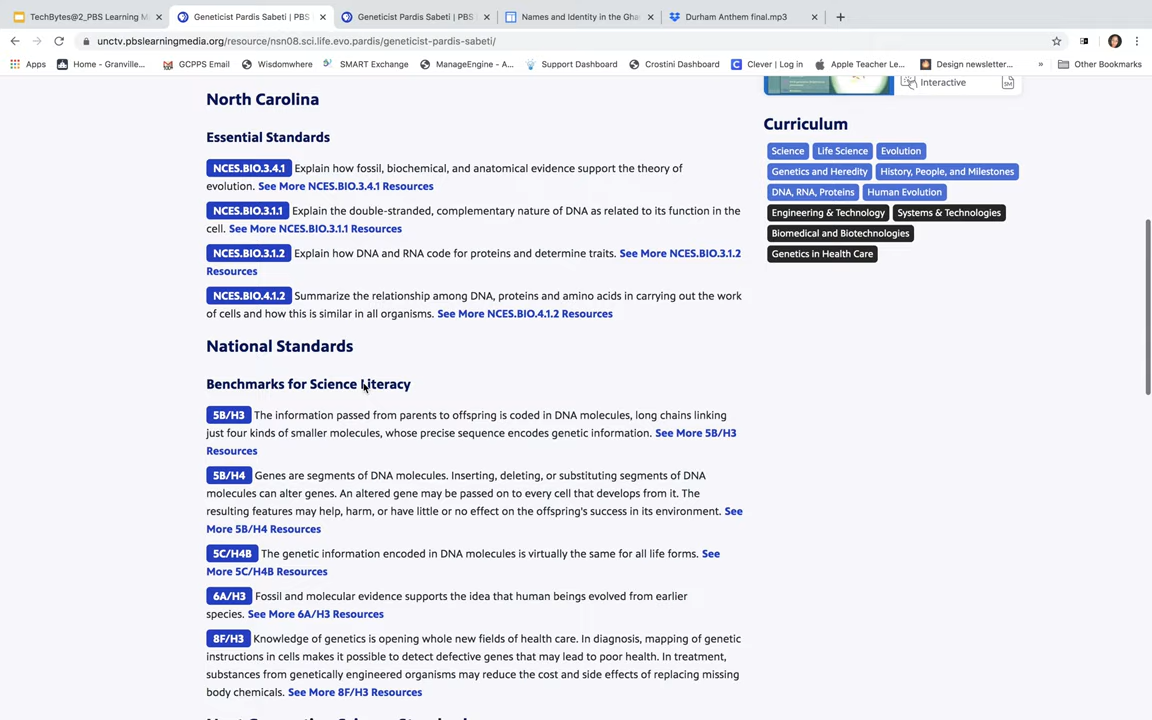 TechBytes@2_PBS Learning M
Geneticist Pardis Sabeti | PBS
Geneticist Pardis Sabeti | PBS
Names and Identity in the Gha
Durham Anthem final.mp3
unctv.pbslearningmedia.org/resource/nsn08.sci.life.evo.pardis/geneticist-pardis-sabeti/
Apps
Home - Granville...
GCPPS Email
Wisdomwhere
SMART Exchange
ManageEngine - A...
Support Dashboard
Crostini Dashboard
Clever | Log in
Apple Teacher Le...
Design newsletter...
»
Other Bookmarks
Interactive
North Carolina
Essential Standards
NCES.BIO.3.4.1 Explain how fossil, biochemical, and anatomical evidence support the theory of
evolution. See More NCES.BIO.3.4.1 Resources
NCES.BIO.3.1.1 Explain the double-stranded, complementary nature of DNA as related to its function in the
cell. See More NCES.BIO.3.1.1 Resources
NCES.BIO.3.1.2 Explain how DNA and RNA code for proteins and determine traits. See More NCES.BIO.3.1.2
Resources
NCES.BIO.4.1.2 Summarize the relationship among DNA, proteins and amino acids in carrying out the work
of cells and how this is similar in all organisms. See More NCES.BIO.4.1.2 Resources
National Standards
Benchmarks for Science Literacy
5B/H3 The information passed from parents to offspring is coded in DNA molecules, long chains linking
just four kinds of smaller molecules, whose precise sequence encodes genetic information. See More 5B/H3
Resources
5B/H4 Genes are segments of DNA molecules. Inserting, deleting, or substituting segments of DNA
molecules can alter genes. An altered gene may be passed on to every cell that develops from it. The
resulting features may help, harm, or have little or no effect on the offspring's success in its environment. See
More 5B/H4 Resources
5C/H4B The genetic information encoded in DNA molecules is virtually the same for all life forms. See
More 5C/H4B Resources
6A/H3 Fossil and molecular evidence supports the idea that human beings evolved from earlier
species. See More 6A/H3 Resources
8F/H3 Knowledge of genetics is opening whole new fields of health care. In diagnosis, mapping of genetic
instructions in cells makes it possible to detect defective genes that may lead to poor health. In treatment,
substances from genetically engineered organisms may reduce the cost and side effects of replacing missing
body chemicals. See More 8F/H3 Resources
Curriculum
Science Life Science Evolution
Genetics and Heredity History, People, and Milestones
DNA, RNA, Proteins Human Evolution
Engineering & Technology Systems & Technologies
Biomedical and Biotechnologies
Genetics in Health Care